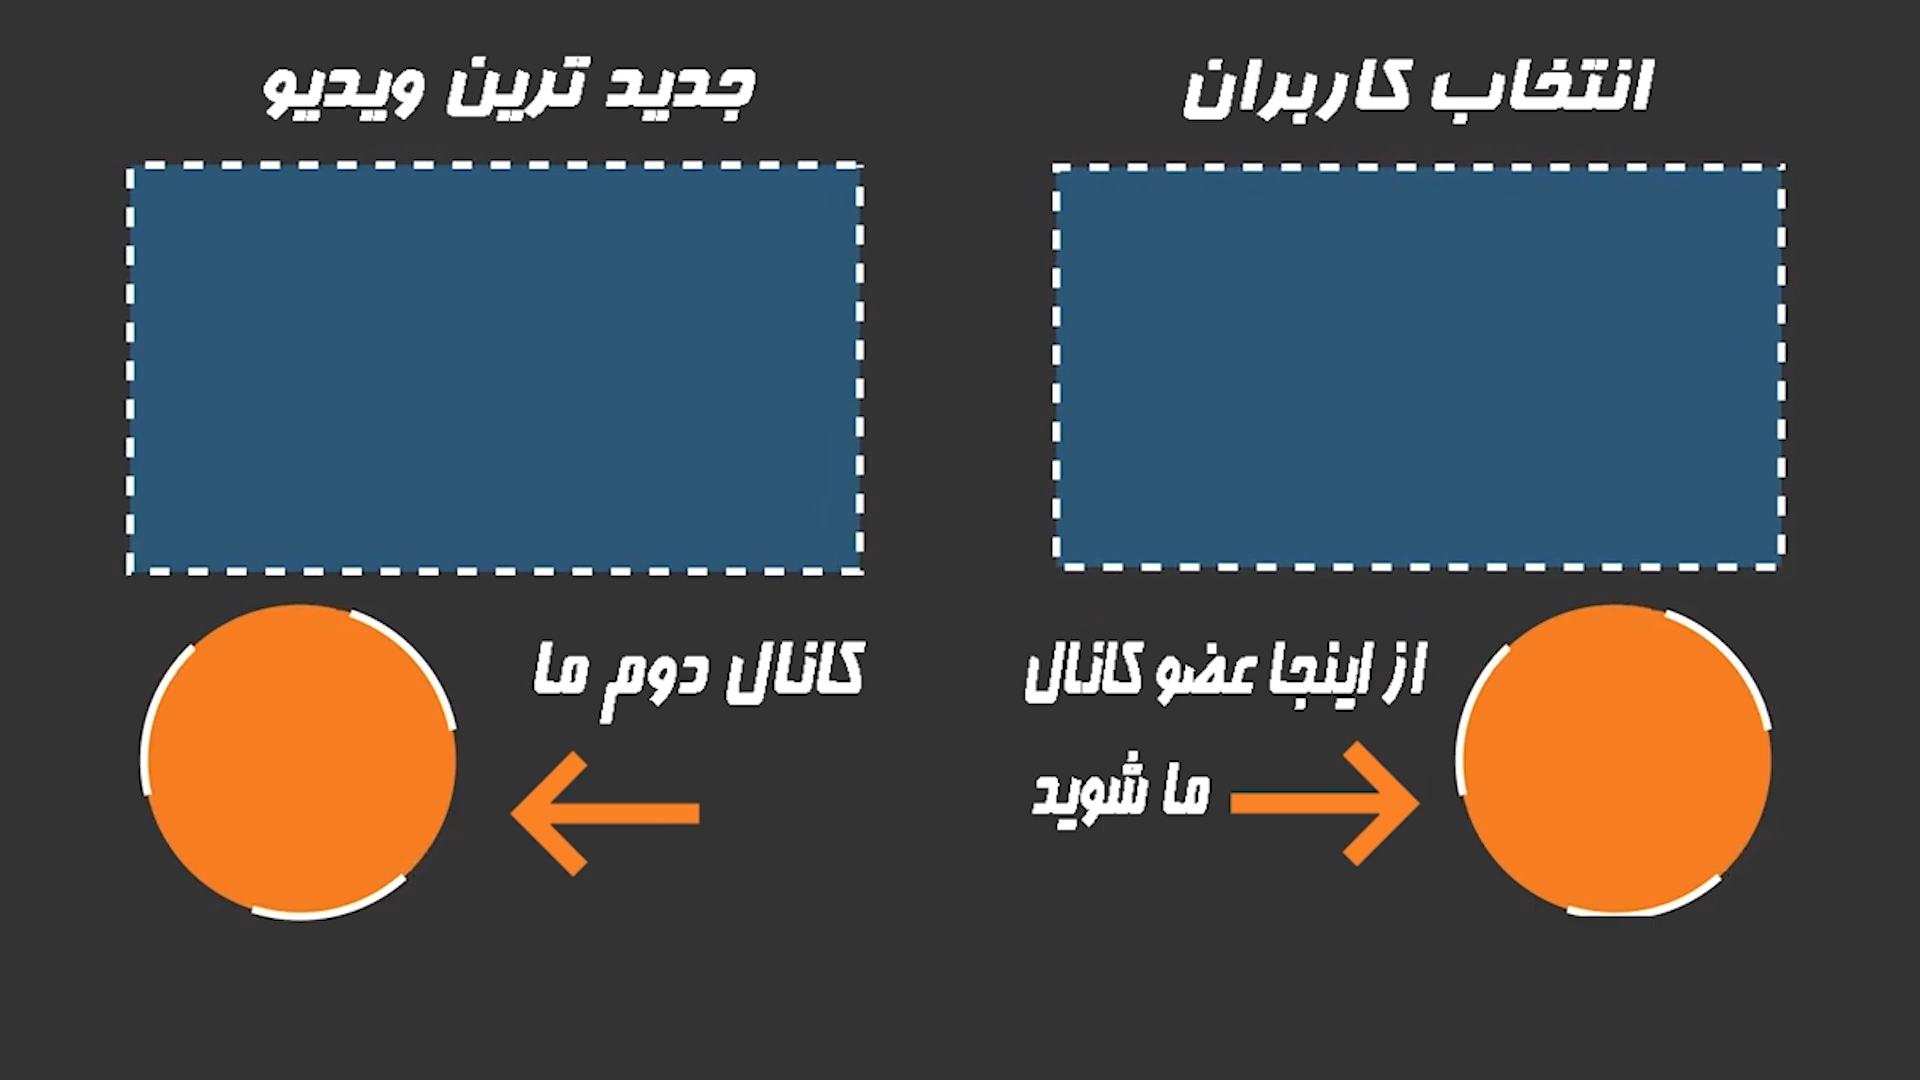 انتخاب کاربران
جدید ترین ویدیو
از اینجا عضو کانال
ما شوید
کانال دوم ما